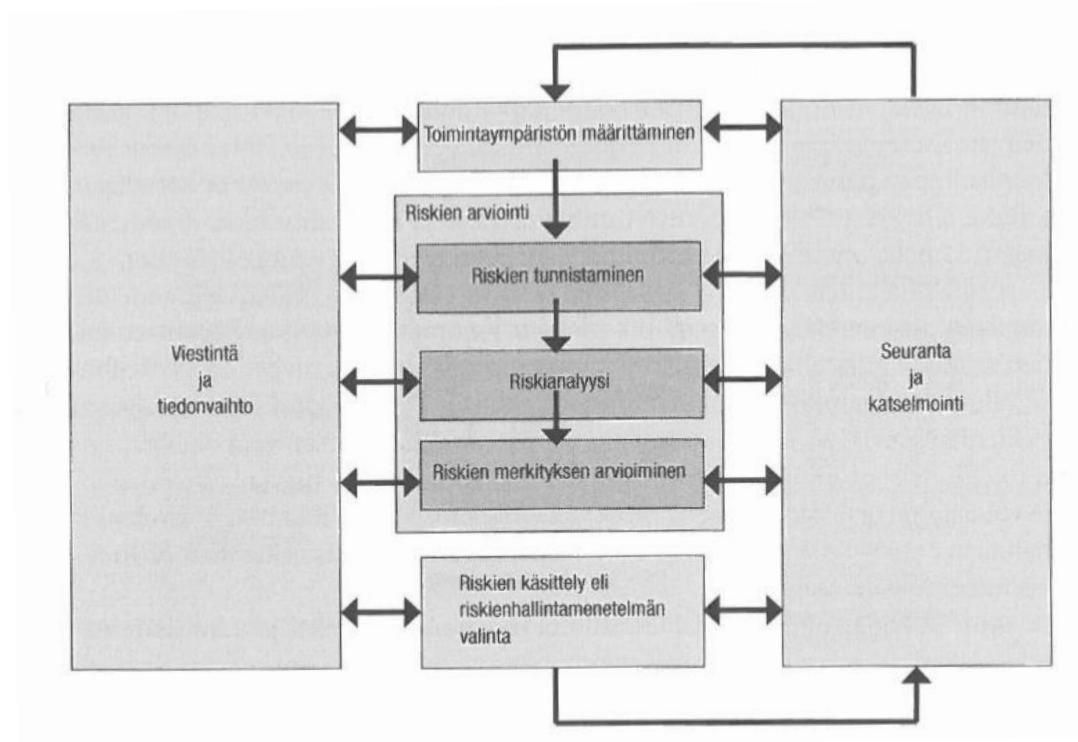 Toimintaympäristön määrittäminen
Riskien arviointi
Riskien tunnistaminen
Viestintä
ja
tiedonvaihto
Riskianalyysi
Seuranta
ja
katselmointi
Riskien merkityksen arvioiminen
Riskien käsittely eli
riskienhallintamenetelmän
valinta